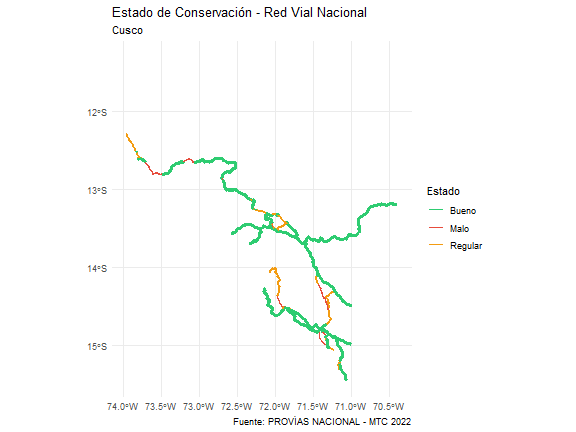 Estado de Conservación - Red Vial Nacional
Cusco
12°S
13°S
14°S
15°S
74.0°W 73.5°W 73.0°W 72.5°W 72.0°W 71.5°W 71.0°W 70.5°W
Estado
Bueno
Malo
Regular
Fuente: PROVÍAS NACIONAL - MTC 2022